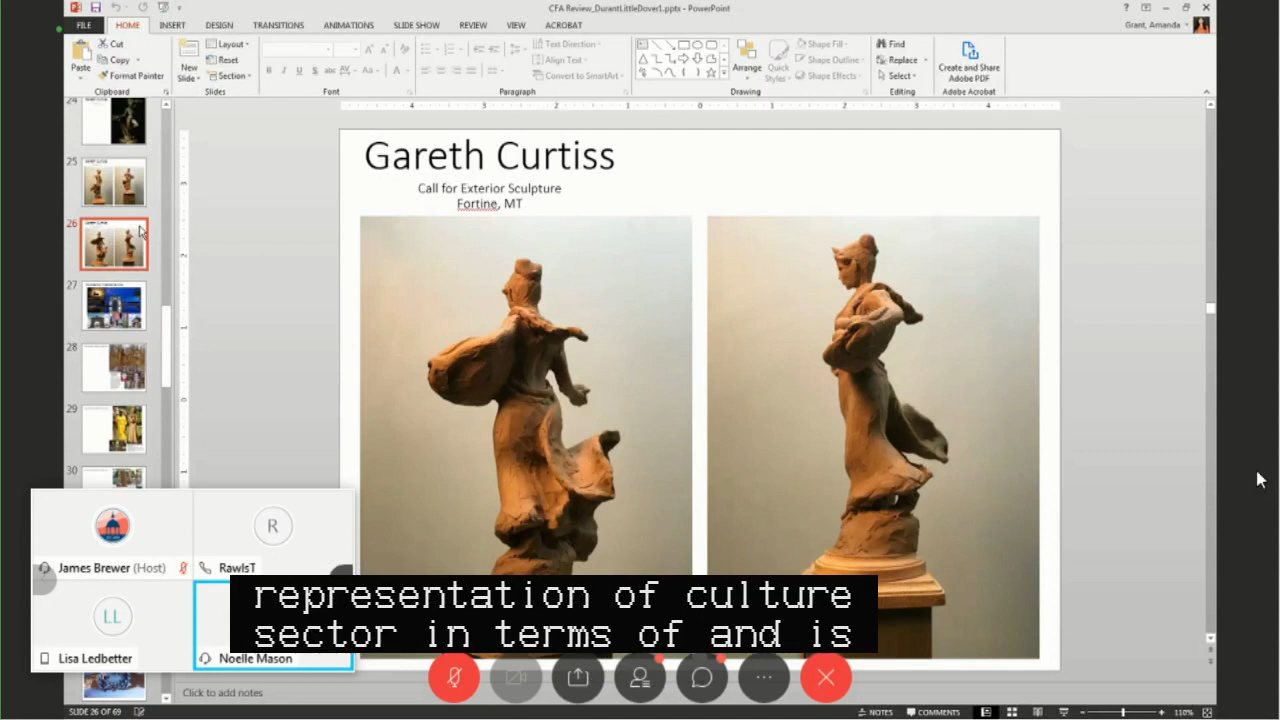 CFA Review_DurantLittleDover1.pptx - PowerPoint
FILE HOME INSERT DESIGN TRANSITIONS ANIMATIONS SLIDE SHOW REVIEW VIEW ACROBAT
Grant, Amanda
Paste
Cut
Copy
Format Painter
Clipboard
New
Slide
Layout
Reset
Section
Slides
Font
Text Direction
Align Text
Convert to SmartArt
Paragraph
Arrange
Quick
Styles
Shape Fill
Shape Outline
Shape Effects
Drawing
Find
Replace
Select
Editing
Create and Share
Adobe PDF
Adobe Acrobat
24
25
26
27
28
29
30
Gareth Curtiss
Call for Exterior Sculpture
Fortine, MT
James Brewer (Host)
R
RawlsT
LL
Lisa Ledbetter
Noelle Mason
representation of culture
sector in terms of and is
Click to add notes
SLIDE 26 OF 69
NOTES
COMMENTS
110%